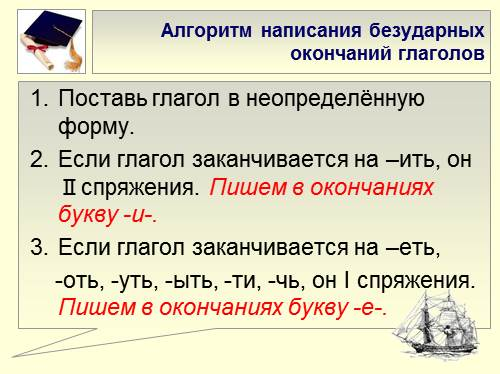 Алгоритм написания безударных
окончаний глаголов
1. Поставь глагол в неопределённую
форму.
2. Если глагол заканчивается на –ить, он
II спряжения. Пишем в окончаниях
букву -и-.
3. Если глагол заканчивается на –еть,
-оть, -уть, -ыть, -ти, -чь, он I спряжения.
Пишем в окончаниях букву -е-.